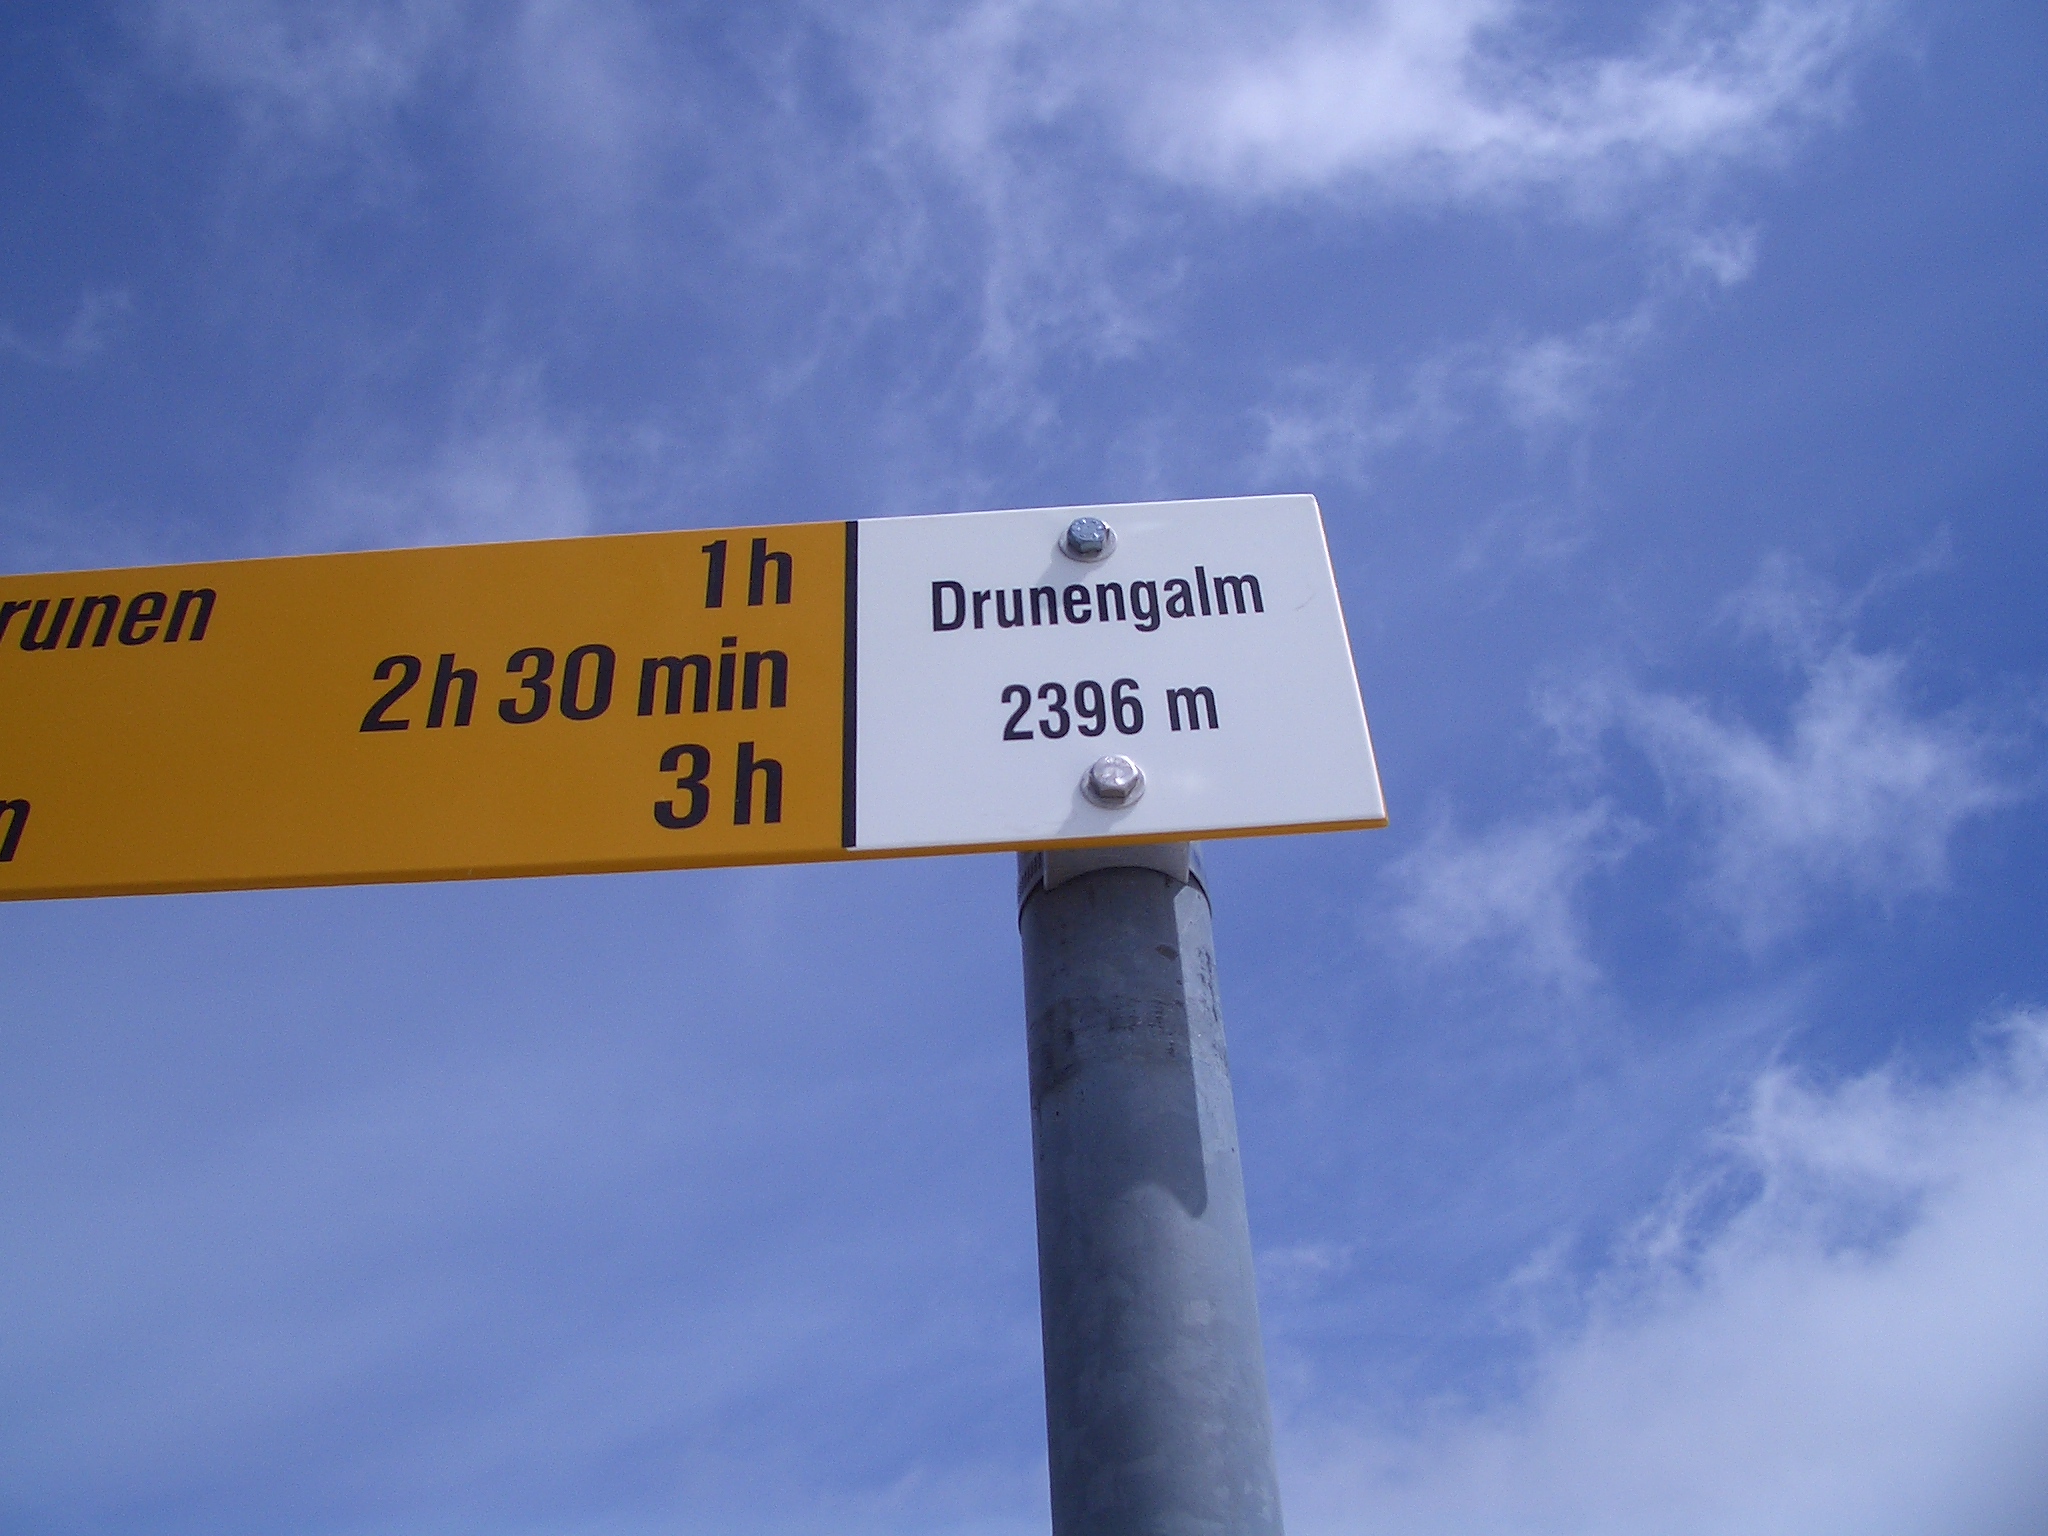 runen 1h
2h 30 min
n 3h
Drunengalm
2396 m